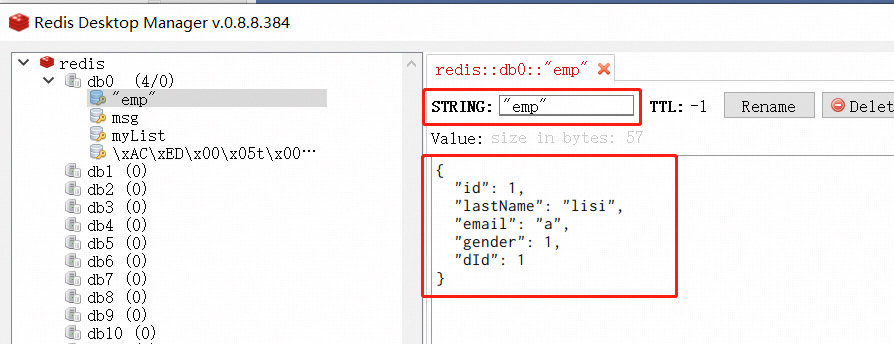 Redis Desktop Manager v.0.8.8.384
redis
db0 (4/0)
"emp"
msg
myList
\xAC\xED\x00\x05t\x00···
db1 (0)
db2 (0)
db3 (0)
db4 (0)
db5 (0)
db6 (0)
db7 (0)
db8 (0)
db9 (0)
db10 (0)
redis::db0::"emp"
STRING: "emp" TTL: -1 Rename Delet
Value: size in bytes: 57
{
"id": 1,
"lastName": "lisi",
"email": "a",
"gender": 1,
"dId": 1
}